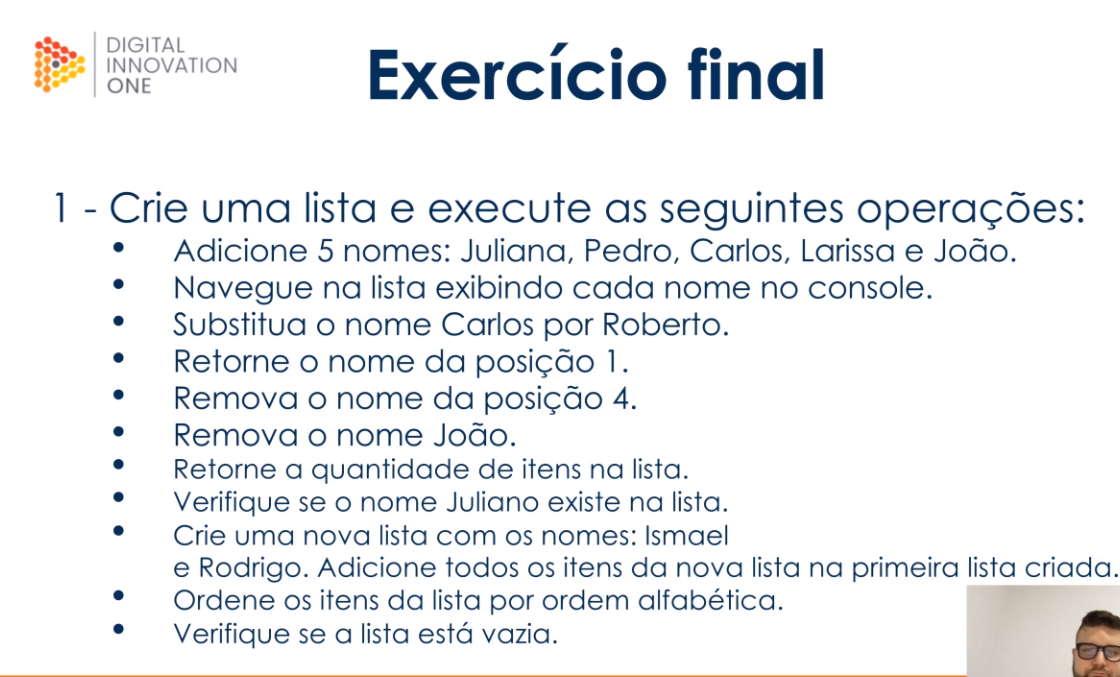 DIGITAL
INNOVATION
ONE
Exercício final
1 - Crie uma lista e execute as seguintes operações:
• Adicione 5 nomes: Juliana, Pedro, Carlos, Larissa e João.
• Navegue na lista exibindo cada nome no console.
• Substitua o nome Carlos por Roberto.
• Retorne o nome da posição 1.
• Remova o nome da posição 4.
• Remova o nome João.
• Retorne a quantidade de itens na lista.
• Verifique se o nome Juliano existe na lista.
• Crie uma nova lista com os nomes: Ismael
e Rodrigo. Adicione todos os itens da nova lista na primeira lista criada.
• Ordene os itens da lista por ordem alfabética.
• Verifique se a lista está vazia.